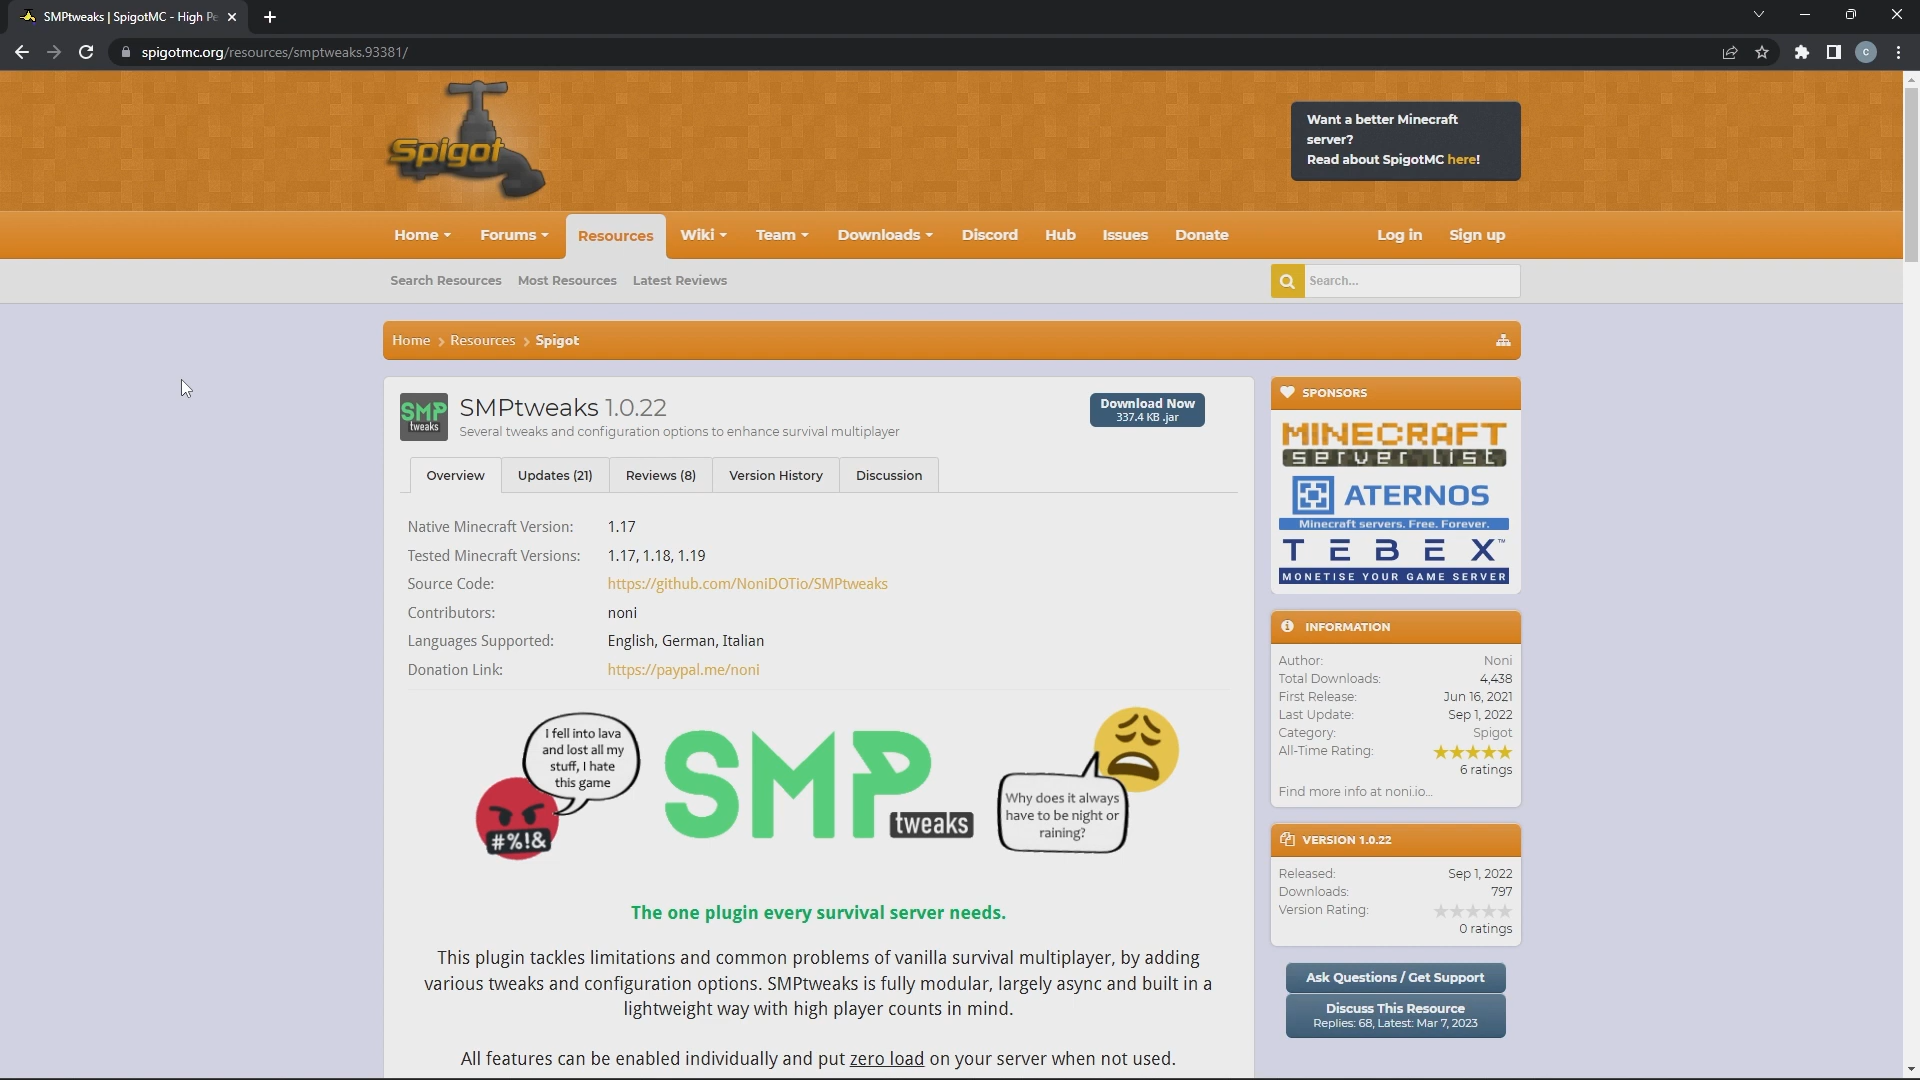 SMPtweaks | SpigotMC - High Pe
spigotmc.org/resources/smptweaks.93381/
C
Spigot
Want a better Minecraft
server?
Read about SpigotMC here!
Home Forums Resources Wiki Team Downloads Discord Hub Issues Donate Log in Sign up
Search Resources Most Resources Latest Reviews
Search...
Home Resources Spigot
SMP
tweaks
SMPtweaks 1.0.22
Several tweaks and configuration options to enhance survival multiplayer
Download Now
337.4 KB .jar
Overview Updates (21) Reviews (8) Version History Discussion
Native Minecraft Version: 1.17
Tested Minecraft Versions: 1.17, 1.18, 1.19
Source Code: https://github.com/NoniDOTio/SMPtweaks
Contributors: noni
Languages Supported: English, German, Italian
Donation Link: https://paypal.me/noni
I fell into lava
and lost all my
stuff, I hate
this game
#%!&
SMP
tweaks
Why does it always
have to be night or
raining?
The one plugin every survival server needs.
This plugin tackles limitations and common problems of vanilla survival multiplayer, by adding
various tweaks and configuration options. SMPtweaks is fully modular, largely async and built in a
lightweight way with high player counts in mind.
All features can be enabled individually and put zero load on your server when not used.
SPONSORS
MINECRAFT
SERVER LIST
ATERNOS
Minecraft servers. Free. Forever.
TEBEX™
MONETISE YOUR GAME SERVER
INFORMATION
Author: Noni
Total Downloads: 4,438
First Release: Jun 16, 2021
Last Update: Sep 1, 2022
Category: Spigot
All-Time Rating:
6 ratings
Find more info at noni.io...
VERSION 1.0.22
Released: Sep 1, 2022
Downloads: 797
Version Rating:
0 ratings
Ask Questions / Get Support
Discuss This Resource
Replies: 68, Latest: Mar 7, 2023